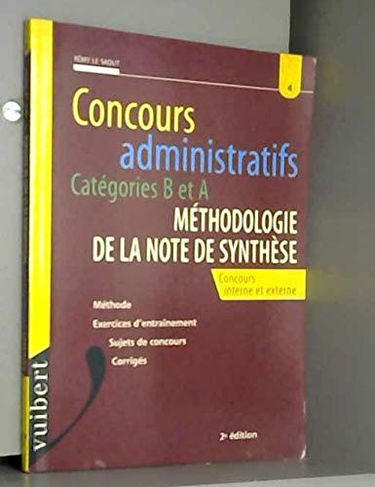 RÉMY LE SAOUT
4
Concours
administratifs
Catégories B et A
MÉTHODOLOGIE
DE LA NOTE DE SYNTHÈSE
Concours
interne et externe
Méthode
Exercices d'entraînement
Sujets de concours
Corrigés
vuibert
2e édition